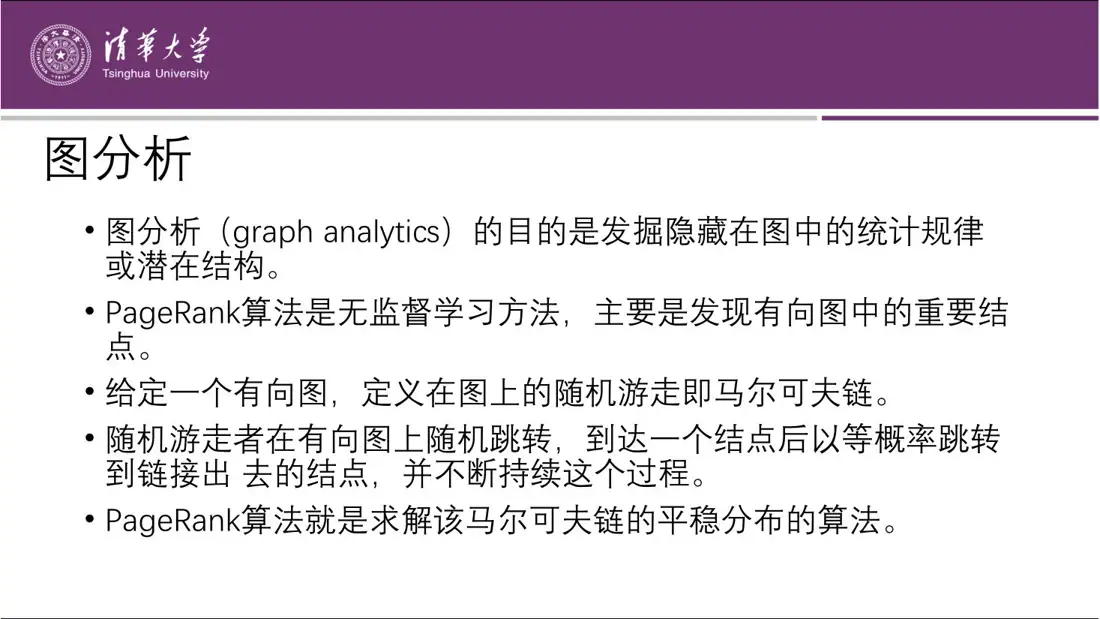 清华大学
Tsinghua University
图分析
• 图分析（graph analytics）的目的是发掘隐藏在图中的统计规律
或潜在结构。
• PageRank算法是无监督学习方法，主要是发现有向图中的重要结
点。
• 给定一个有向图，定义在图上的随机游走即马尔可夫链。
• 随机游走者在有向图上随机跳转，到达一个结点后以等概率跳转
到链接出 去的结点，并不断持续这个过程。
• PageRank算法就是求解该马尔可夫链的平稳分布的算法。